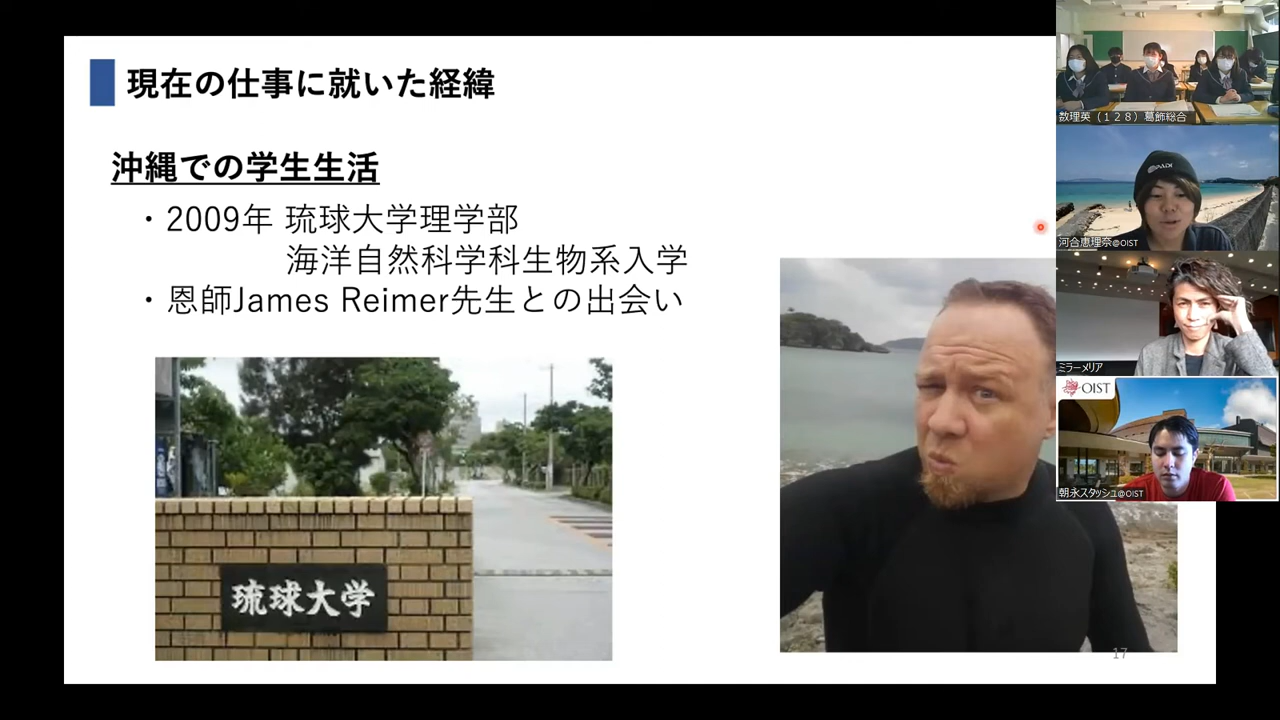 現在の仕事に就いた経緯
沖縄での学生生活
・2009年 琉球大学理学部
海洋自然科学科生物系入学
・恩師James Reimer先生との出会い
琉球大学
17
数理英（１２８）葛飾総合
PADI
河合恵理奈@OIST
ミラーメリア
OIST
朝永スタッシュ@OIST